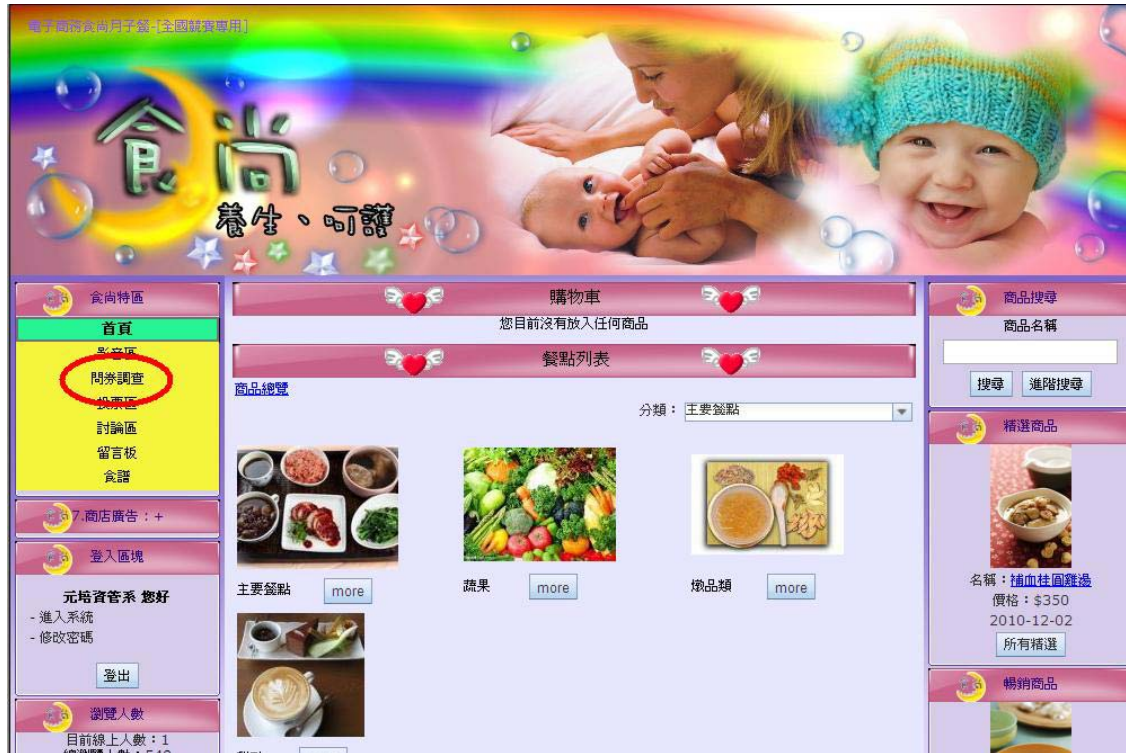 電子商務食尚月子餐-[全國競賽專用]
食尚
養生、呵護
食尚特區
首頁
影音區
問券調查
投票區
討論區
留言板
食譜
7.商店廣告：+
登入區塊
元培資管系 您好
- 進入系統
- 修改密碼
登出
瀏覽人數
目前線上人數：1
購物車
您目前沒有放入任何商品
餐點列表
商品總覽
分類：主要餐點
主要餐點 more
蔬果 more
燉品類 more
商品搜尋
商品名稱
搜尋 進階搜尋
精選商品
名稱：補血桂圓雞湯
價格：$350
2010-12-02
所有精選
暢銷商品